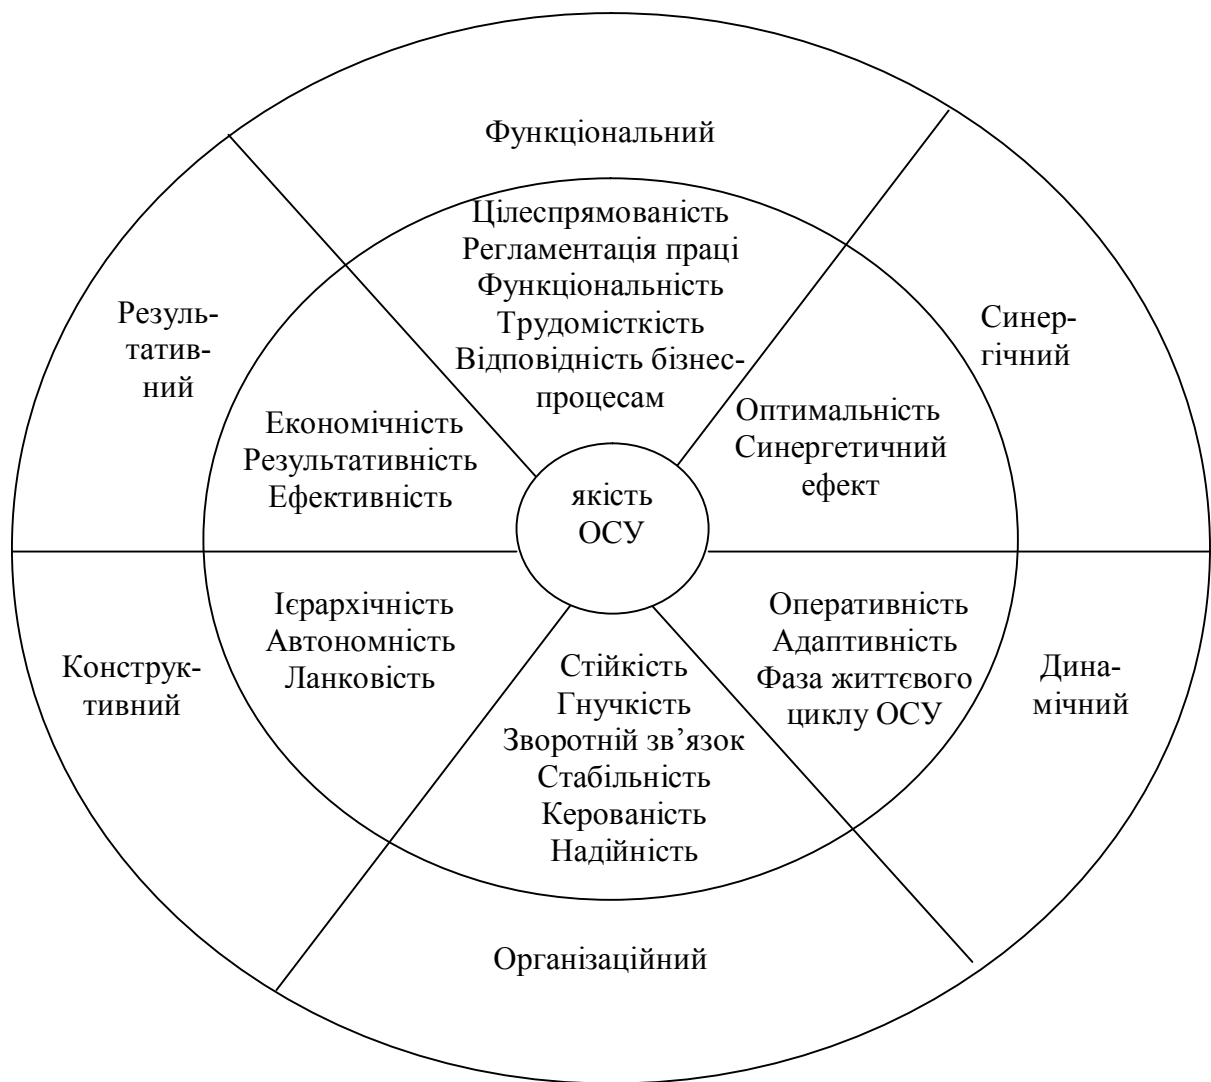 Функціональний
Цілеспрямованість
Регламентація праці
Функціональність
Трудомісткість
Відповідність бізнес-
процесам
Резуль-
татив-
ний
Синер-
гічний
Економічність
Результативність
Ефективність
Оптимальність
Синергетичний
ефект
якість
ОСУ
Ієрархічність
Автономність
Ланковість
Оперативність
Адаптивність
Фаза життєвого
циклу ОСУ
Конструк-
тивний
Стійкість
Гнучкість
Зворотній зв’язок
Стабільність
Керованість
Надійність
Дина-
мічний
Організаційний